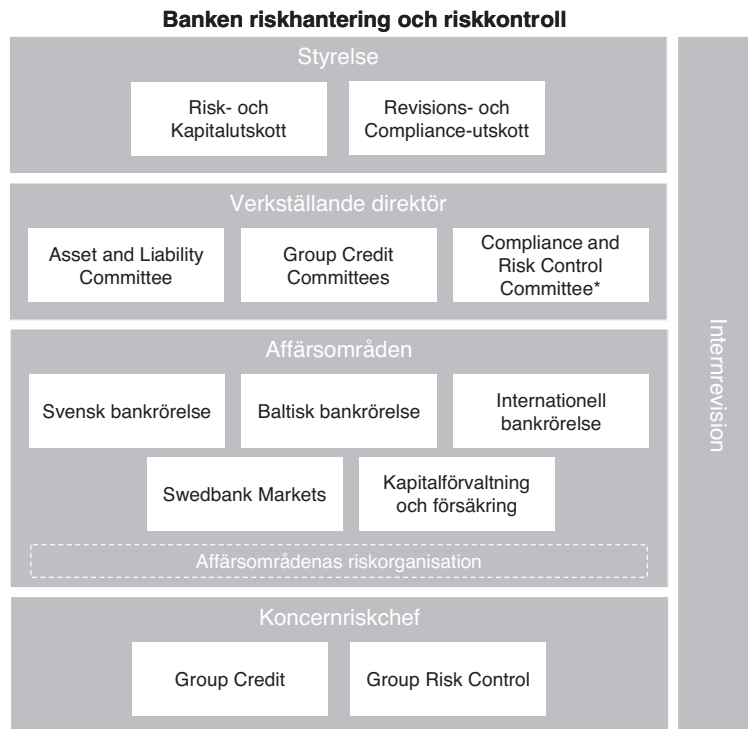 Banken riskhantering och riskkontroll
Styrelse
Risk- och
Kapitalutskott
Revisions- och
Compliance-utskott
Verkställande direktör
Asset and Liability
Committee
Group Credit
Committees
Compliance and
Risk Control
Committee*
Affärsområden
Svensk bankrörelse
Baltisk bankrörelse
Internationell
bankrörelse
Swedbank Markets
Kapitalförvaltning
och försäkring
Affärsområdenas riskorganisation
Koncernriskchef
Group Credit
Group Risk Control
Internrevision